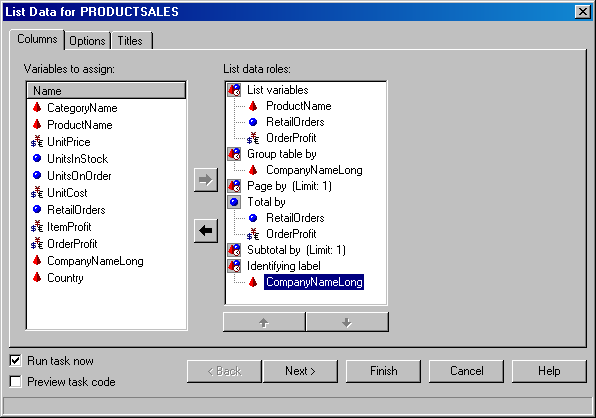 List Data for PRODUCTSALES
Columns Options Titles
Variables to assign:
Name
CategoryName
ProductName
UnitPrice
UnitsInStock
UnitsOnOrder
UnitCost
RetailOrders
ItemProfit
OrderProfit
CompanyNameLong
Country
List data roles:
List variables
ProductName
RetailOrders
OrderProfit
Group table by
CompanyNameLong
Page by (Limit: 1)
Total by
RetailOrders
OrderProfit
Subtotal by (Limit: 1)
Identifying label
CompanyNameLong
Run task now
Preview task code
< Back Next > Finish Cancel Help